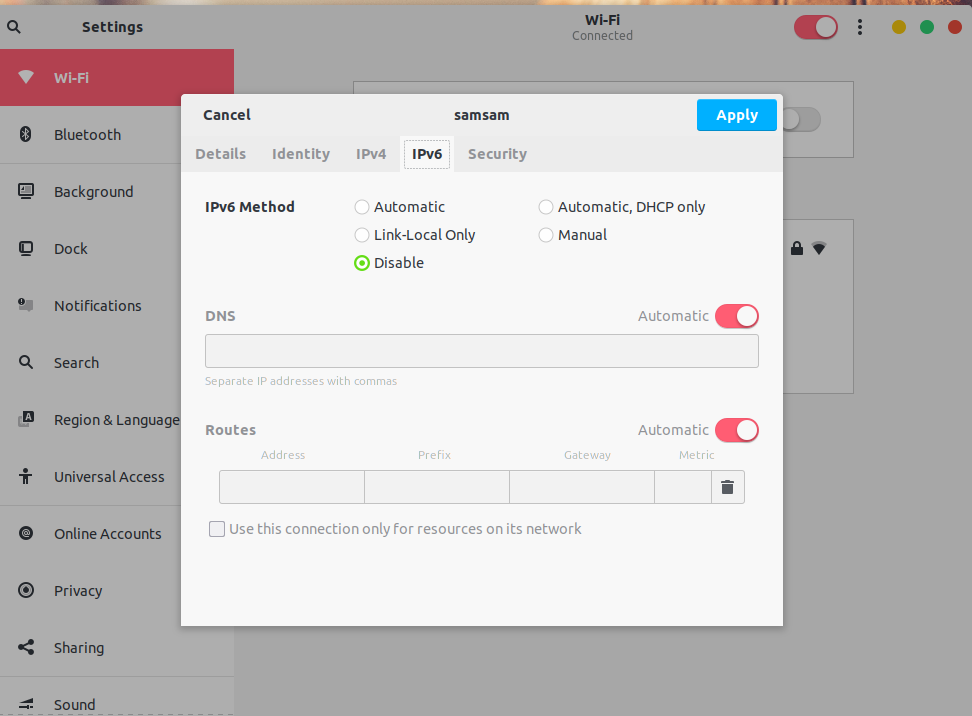 Settings
Wi-Fi
Connected
Wi-Fi
Bluetooth
Background
Dock
Notifications
Search
Region & Language
Universal Access
Online Accounts
Privacy
Sharing
Sound
Cancel
samsam
Apply
Details
Identity
IPv4
IPv6
Security
IPv6 Method
Automatic
Automatic, DHCP only
Link-Local Only
Manual
Disable
DNS
Automatic
Separate IP addresses with commas
Routes
Automatic
Address
Prefix
Gateway
Metric
Use this connection only for resources on its network